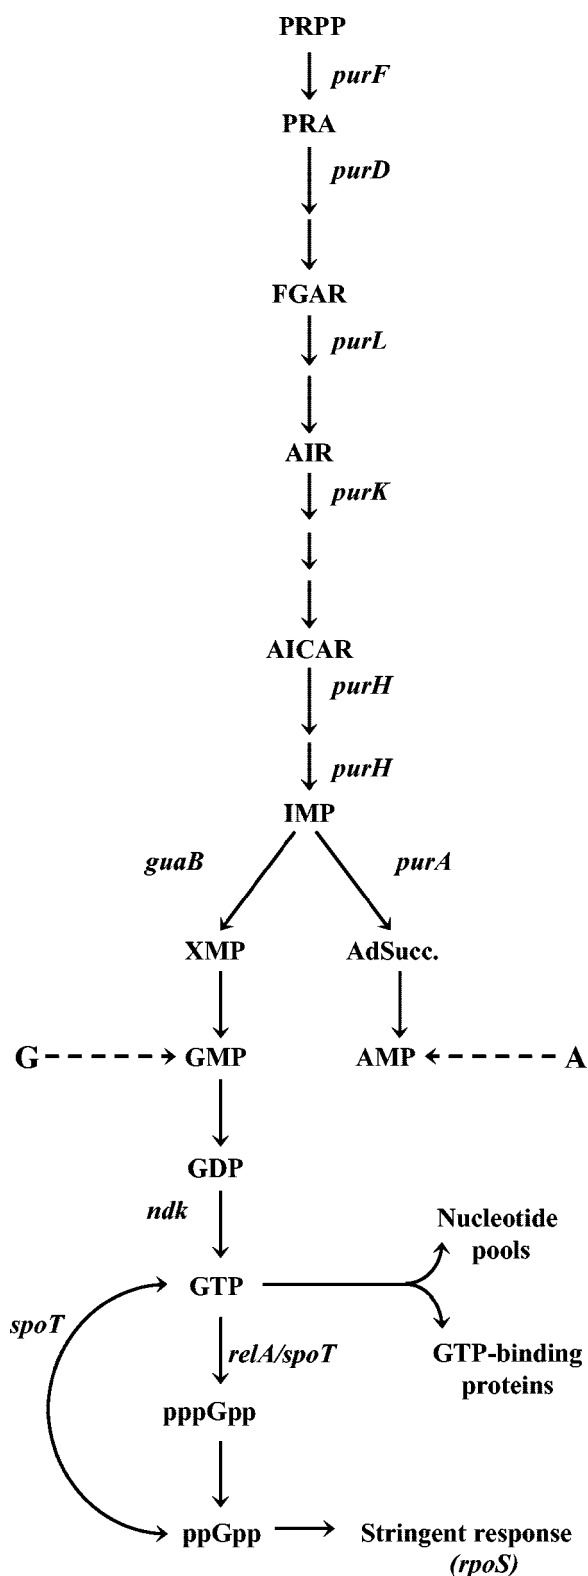 PRPP
purF
PRA
purD
FGAR
purL
AIR
purK
AICAR
purH
purH
IMP
guaB
purA
XMP
AdSucc.
G
GMP
AMP
A
GDP
ndk
Nucleotide
pools
GTP
spoT
relA/spoT
GTP-binding
proteins
pppGpp
ppGpp
Stringent response
(rpoS)